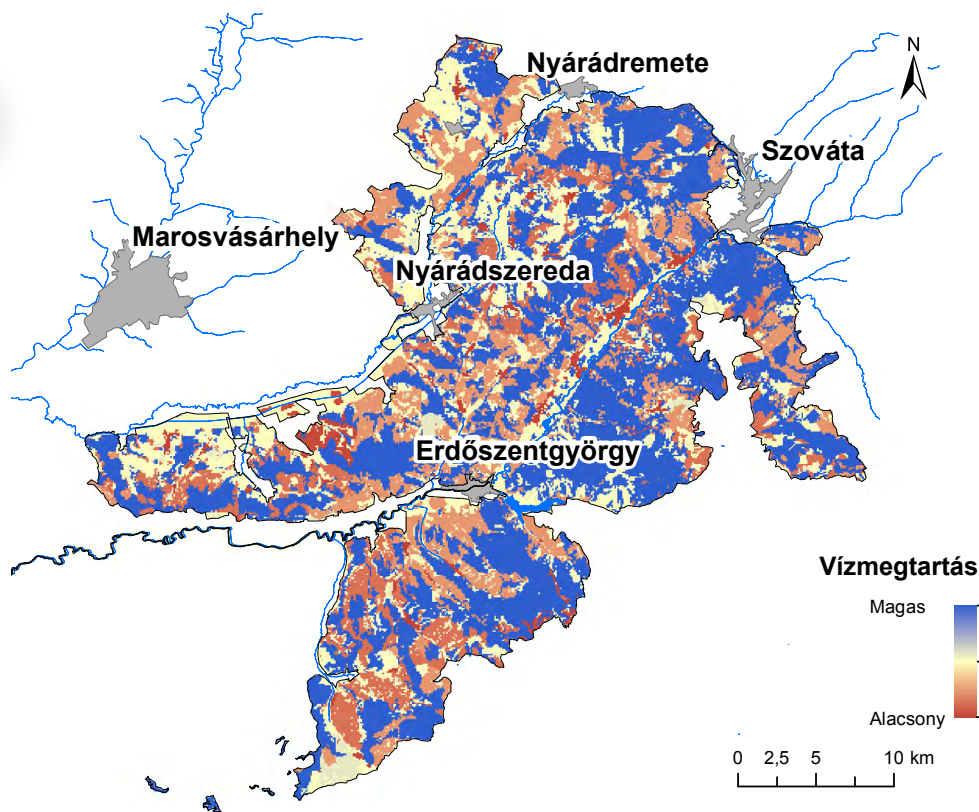 Nyárádremete
N
Szováta
Marosvásárhely
Nyárádszereda
Erdőszentgyörgy
Vízmegtartás
Magas
Alacsony
0 2,5 5 10 km